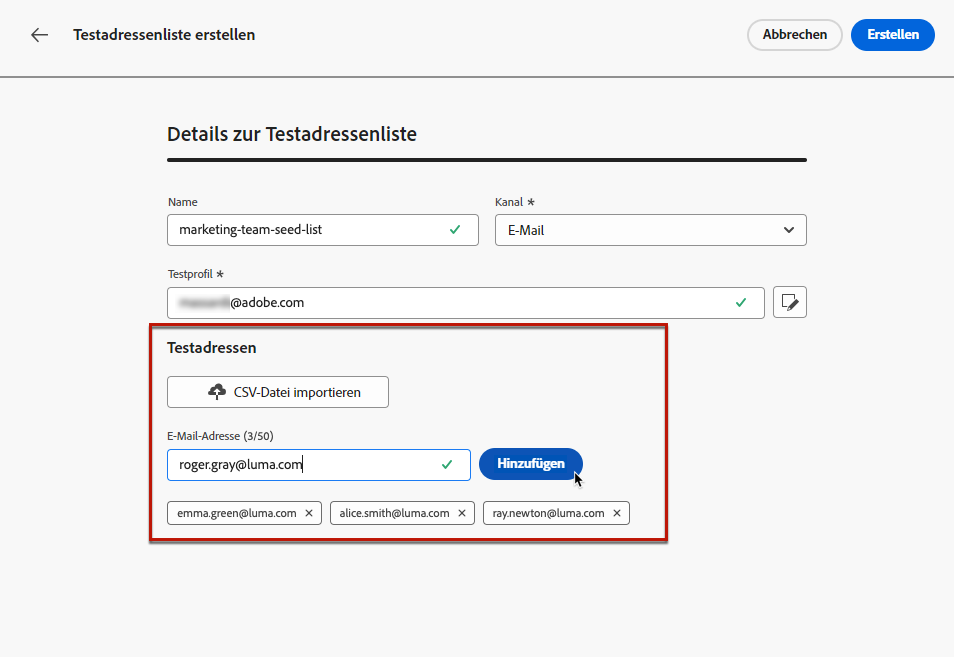 Testadressenliste erstellen
Abbrechen
Erstellen
Details zur Testadressenliste
Name
Kanal *
marketing-team-seed-list
E-Mail
Testprofil *
@adobe.com
Testadressen
CSV-Datei importieren
E-Mail-Adresse (3/50)
roger.gray@luma.com
Hinzufügen
emma.green@luma.com
alice.smith@luma.com
ray.newton@luma.com